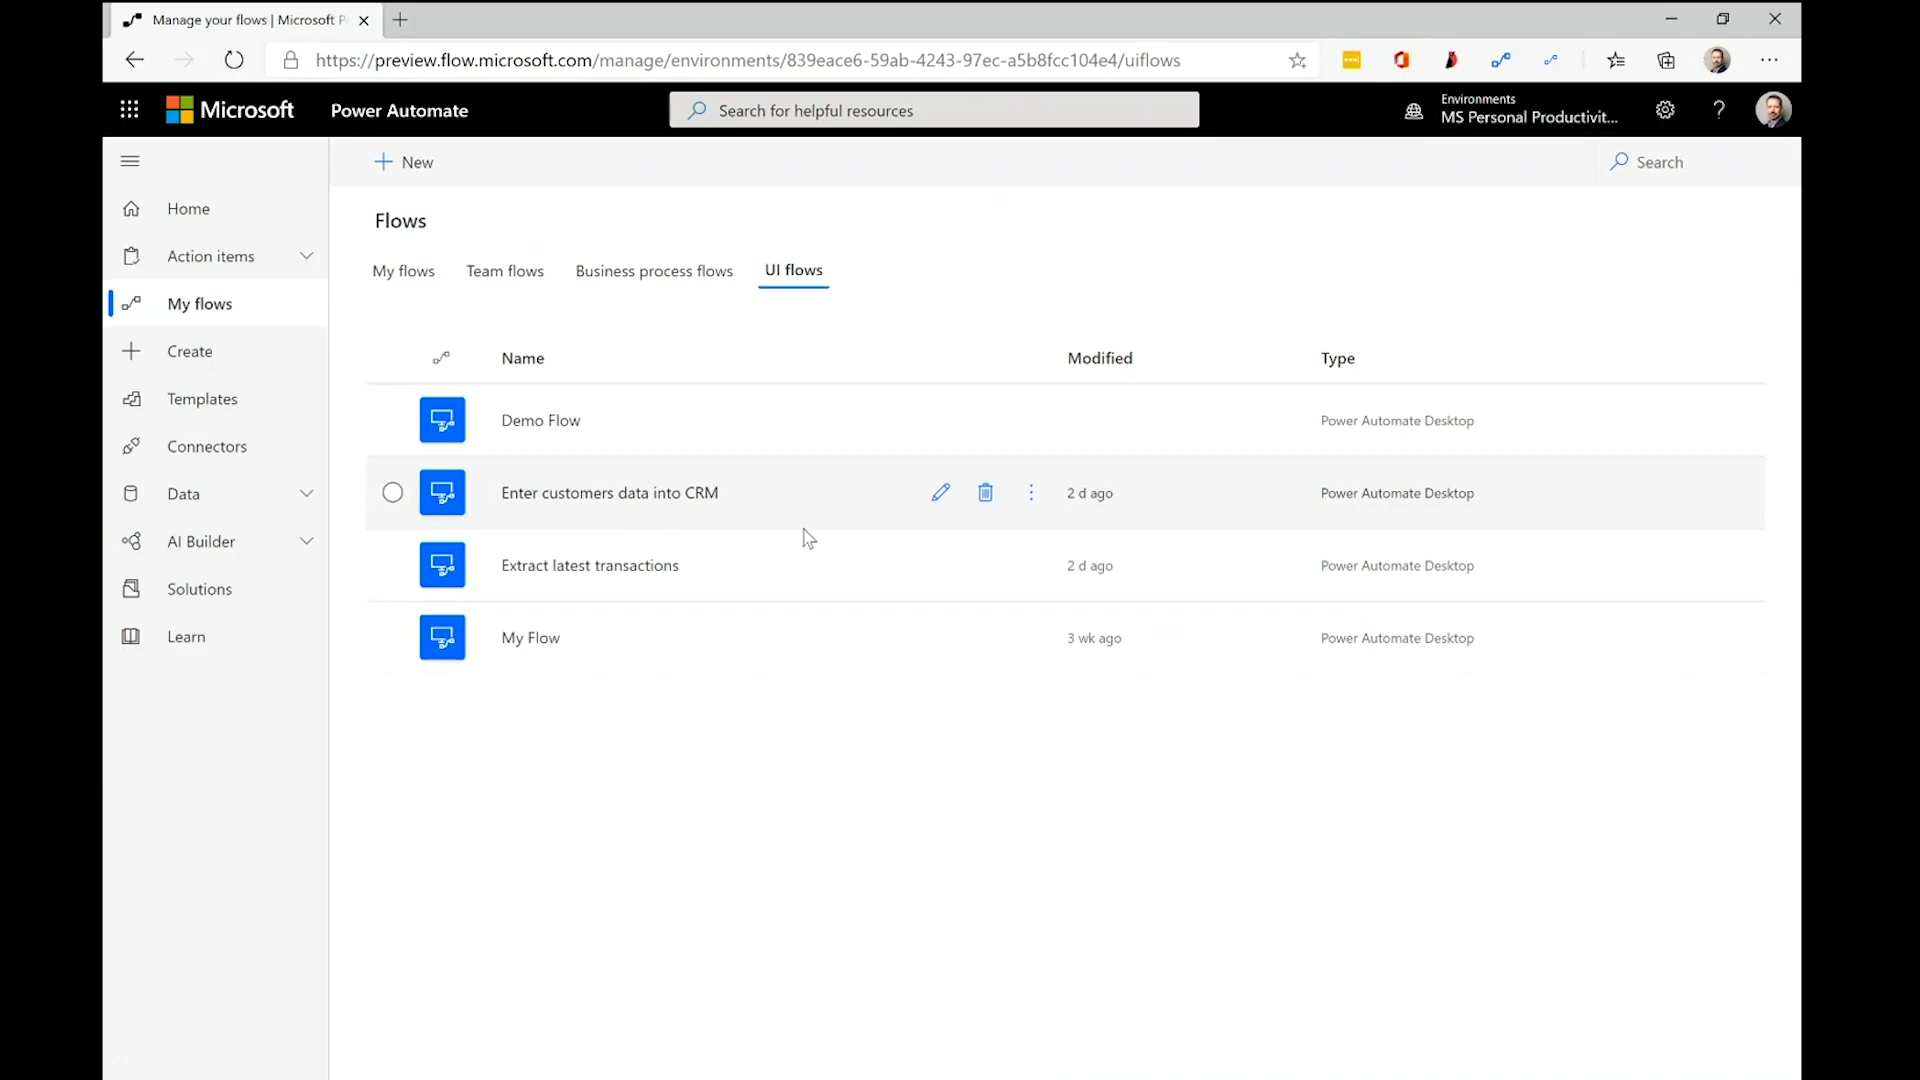 Manage your flows | Microsoft P
https://preview.flow.microsoft.com/manage/environments/839eace6-59ab-4243-97ec-a5b8fcc104e4/uiflows
Microsoft
Power Automate
Search for helpful resources
Environments
MS Personal Productivit...
?
New
Search
Home
Action items
My flows
Create
Templates
Connectors
Data
AI Builder
Solutions
Learn
Flows
My flows Team flows Business process flows UI flows
Name Modified Type
Demo Flow Power Automate Desktop
Enter customers data into CRM 2 d ago Power Automate Desktop
Extract latest transactions 2 d ago Power Automate Desktop
My Flow 3 wk ago Power Automate Desktop